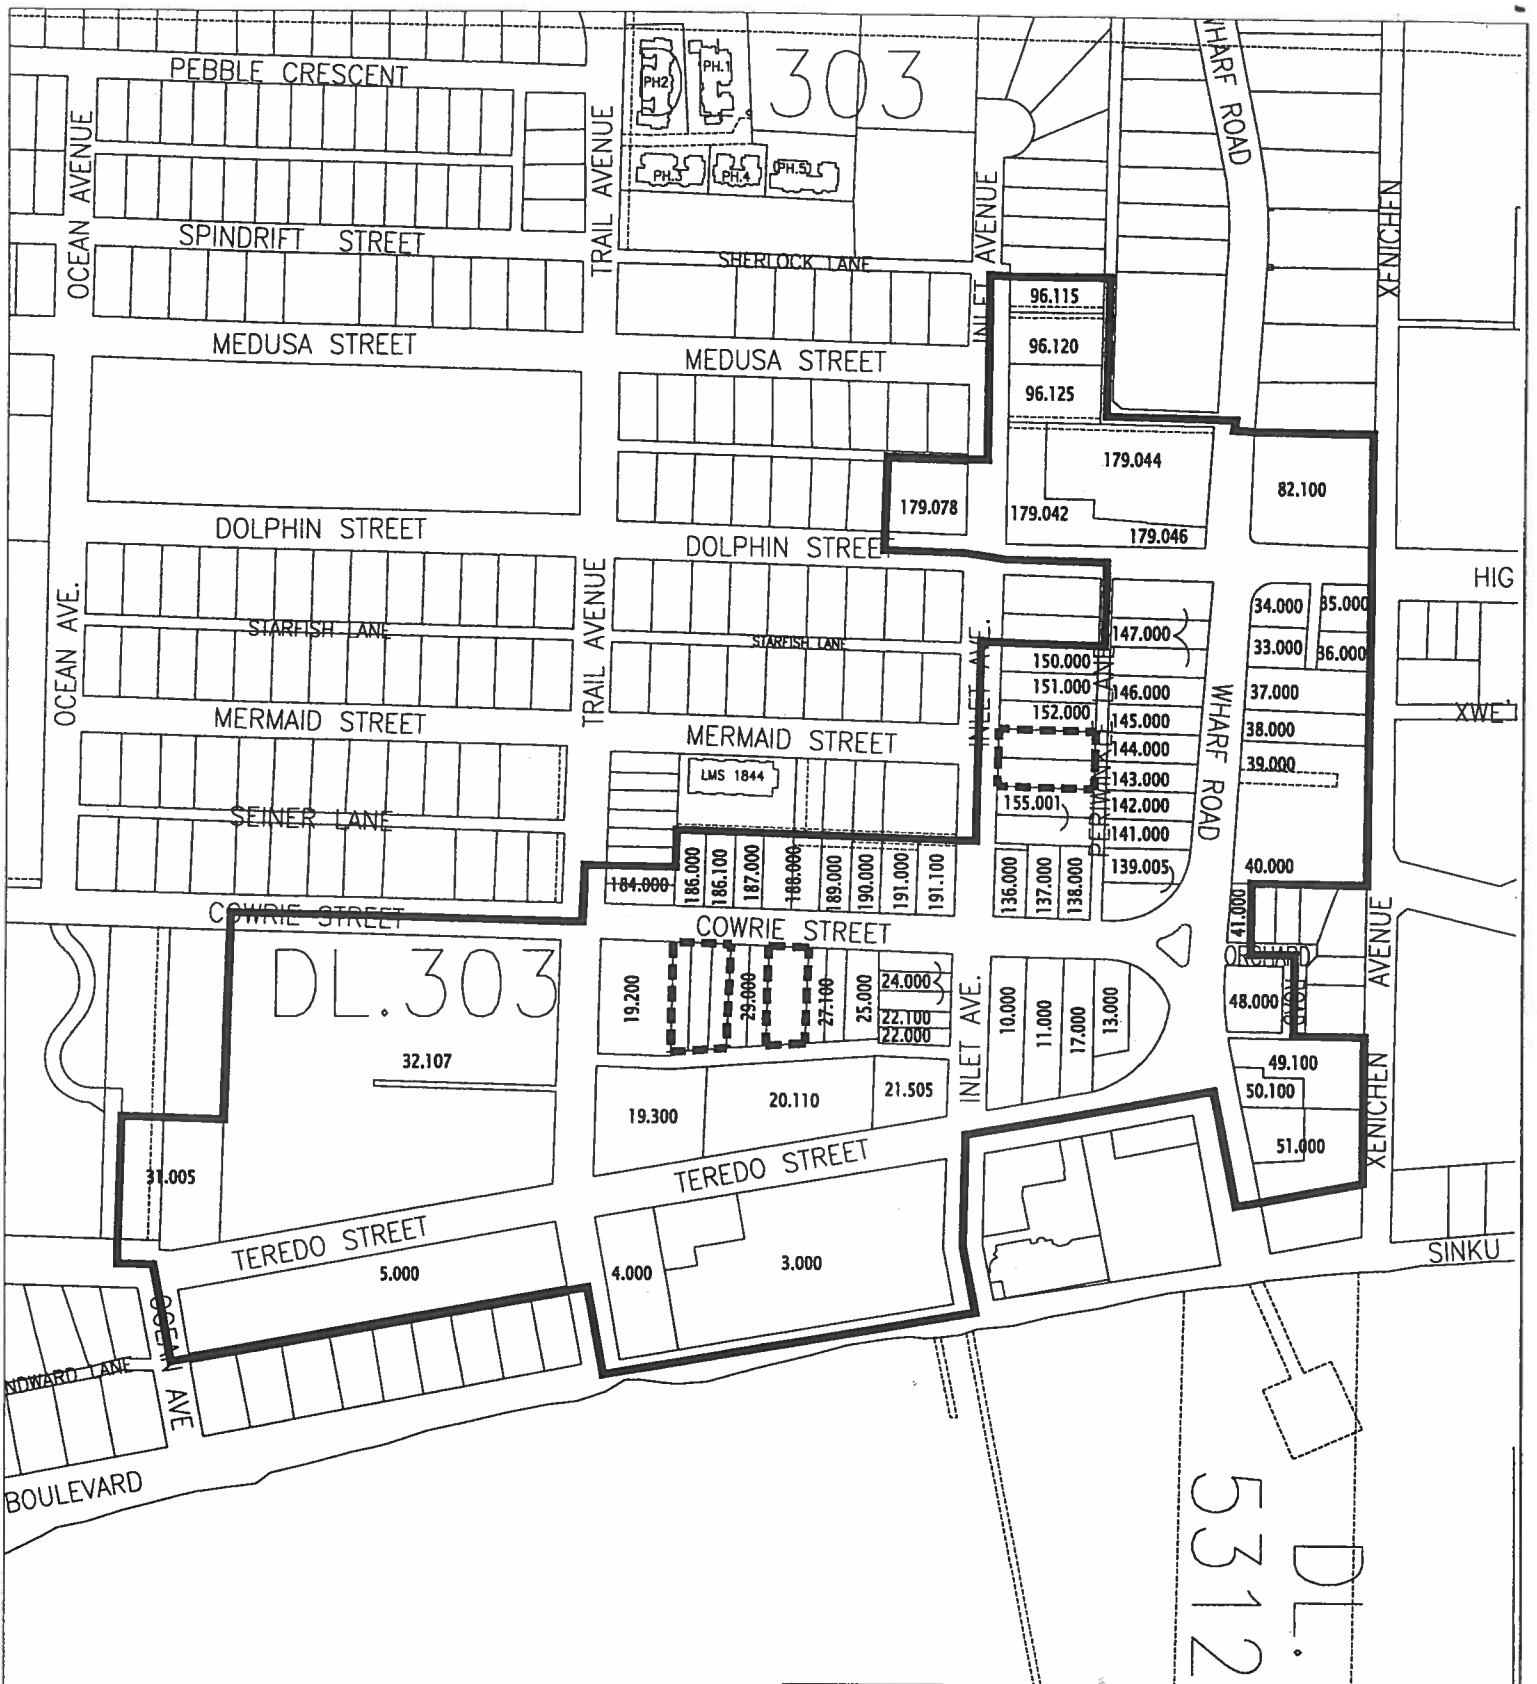 PEBBLE CRESCENT
303
PH2
PH.1
PH.3
PH.4
PH.5
WHARF ROAD
OCEAN AVENUE
TRAIL AVENUE
INLET AVENUE
XENICHEN
SPINDRIFT STREET
SHERLOCK LANE
MEDUSA STREET
MEDUSA STREET
96.115
96.120
96.125
179.044
82.100
179.078
179.042
179.046
DOLPHIN STREET
DOLPHIN STREET
HIG
OCEAN AVE.
TRAIL AVENUE
INLET AVE.
STARFISH LANE
STARFISH LANE
34.000
35.000
147.000
33.000
36.000
150.000
151.000
146.000
37.000
152.000
145.000
38.000
XWE'
MERMAID STREET
MERMAID STREET
144.000
39.000
LMS 1844
143.000
155.001
142.000
PERIWINKLE LANE
WHARF ROAD
SEINER LANE
141.000
139.005
40.000
184.000
186.000
186.100
187.000
188.000
189.000
190.000
191.000
191.100
136.000
137.000
138.000
41.000
COWRIE STREET
COWRIE STREET
DL.303
ORCHARD
ROAD
XENICHEN AVENUE
19.200
29.000
27.100
25.000
24.000
22.100
22.000
INLET AVE.
10.000
11.000
17.000
13.000
48.000
32.107
49.100
50.100
51.000
19.300
20.110
21.505
31.005
TEREDO STREET
TEREDO STREET
5.000
4.000
3.000
SINKU
OCEAN AVE
NDWARD LANE
BOULEVARD
DL.
5312